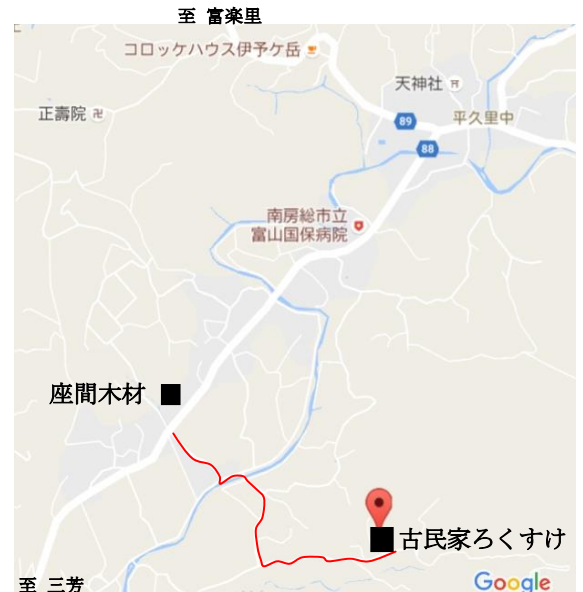 至 富楽里
コロッケハウス伊予ケ岳
天神社
正壽院
89
平久里中
88
南房総市立
富山国保病院
座間木材
古民家ろくすけ
至 三芳
Google